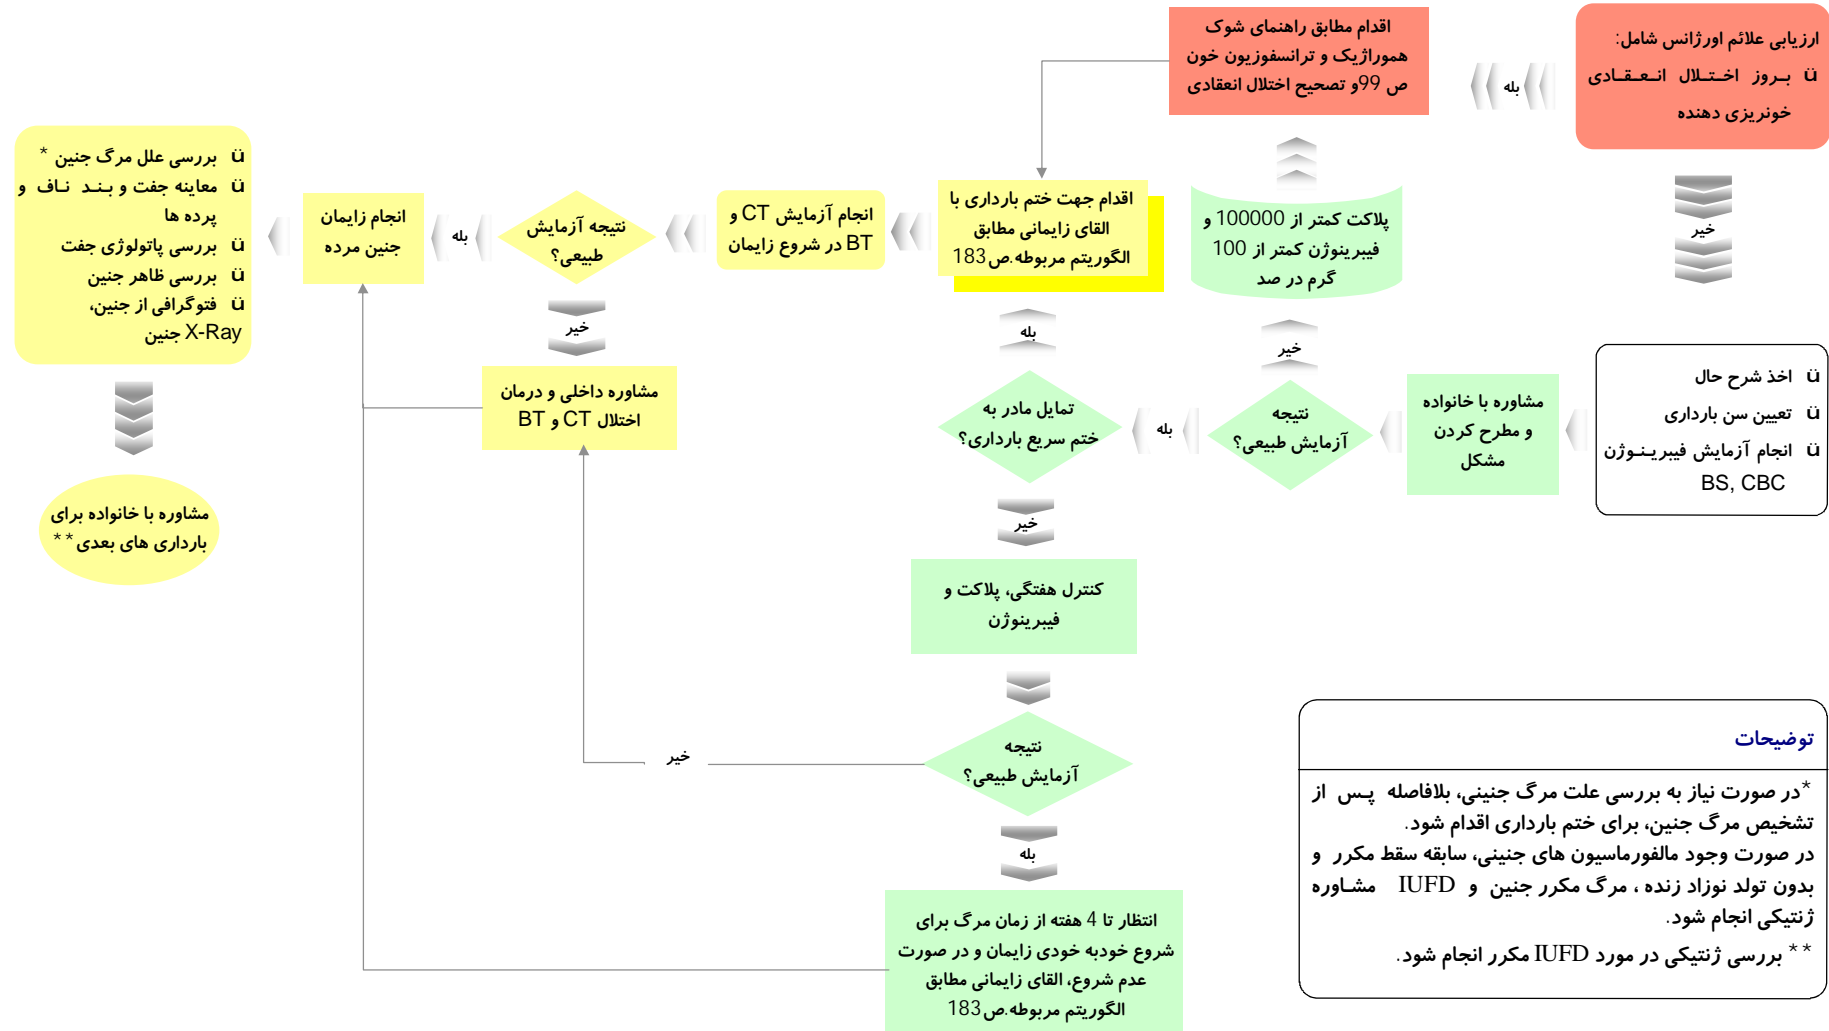 ارزیابی علائم اورژانس شامل:
ü بروز اختلال انعقادی
خونریزی دهنده
بله
اقدام مطابق راهنمای شوک
هموراژیک و ترانسفوزیون خون
ص 99و تصحیح اختلال انعقادی
خیر
ü اخذ شرح حال
ü تعیین سن بارداری
ü انجام آزمایش فیبرینوژن
BS, CBC
مشاوره با خانواده
و مطرح کردن
مشکل
نتیجه
آزمایش طبیعی؟
خیر
پلاکت کمتر از 100000 و
فیبرینوژن کمتر از 100
گرم در صد
بله
تمایل مادر به
ختم سریع بارداری؟
بله
اقدام جهت ختم بارداری با
القای زایمانی مطابق
الگوریتم مربوطه.ص183
انجام آزمایش CT و
BT در شروع زایمان
نتیجه آزمایش
طبیعی؟
بله
انجام زایمان
جنین مرده
ü بررسی علل مرگ جنین *
ü معاینه جفت و بند ناف و
پرده ها
ü بررسی پاتولوژی جفت
ü بررسی ظاهر جنین
ü فتوگرافی از جنین،
X-Ray جنین
مشاوره با خانواده برای
بارداری های بعدی**
خیر
مشاوره داخلی و درمان
اختلال CT و BT
خیر
کنترل هفتگی، پلاکت و
فیبرینوژن
نتیجه
آزمایش طبیعی؟
خیر
بله
انتظار تا 4 هفته از زمان مرگ برای
شروع خودبه خودی زایمان و در صورت
عدم شروع، القای زایمانی مطابق
الگوریتم مربوطه.ص183
توضیحات
*در صورت نیاز به بررسی علت مرگ جنینی، بلافاصله پس از
تشخیص مرگ جنین، برای ختم بارداری اقدام شود.
در صورت وجود مالفورماسیون های جنینی، سابقه سقط مکرر و
بدون تولد نوزاد زنده ، مرگ مکرر جنین و IUFD مشاوره
ژنتیکی انجام شود.
** بررسی ژنتیکی در مورد IUFD مکرر انجام شود.